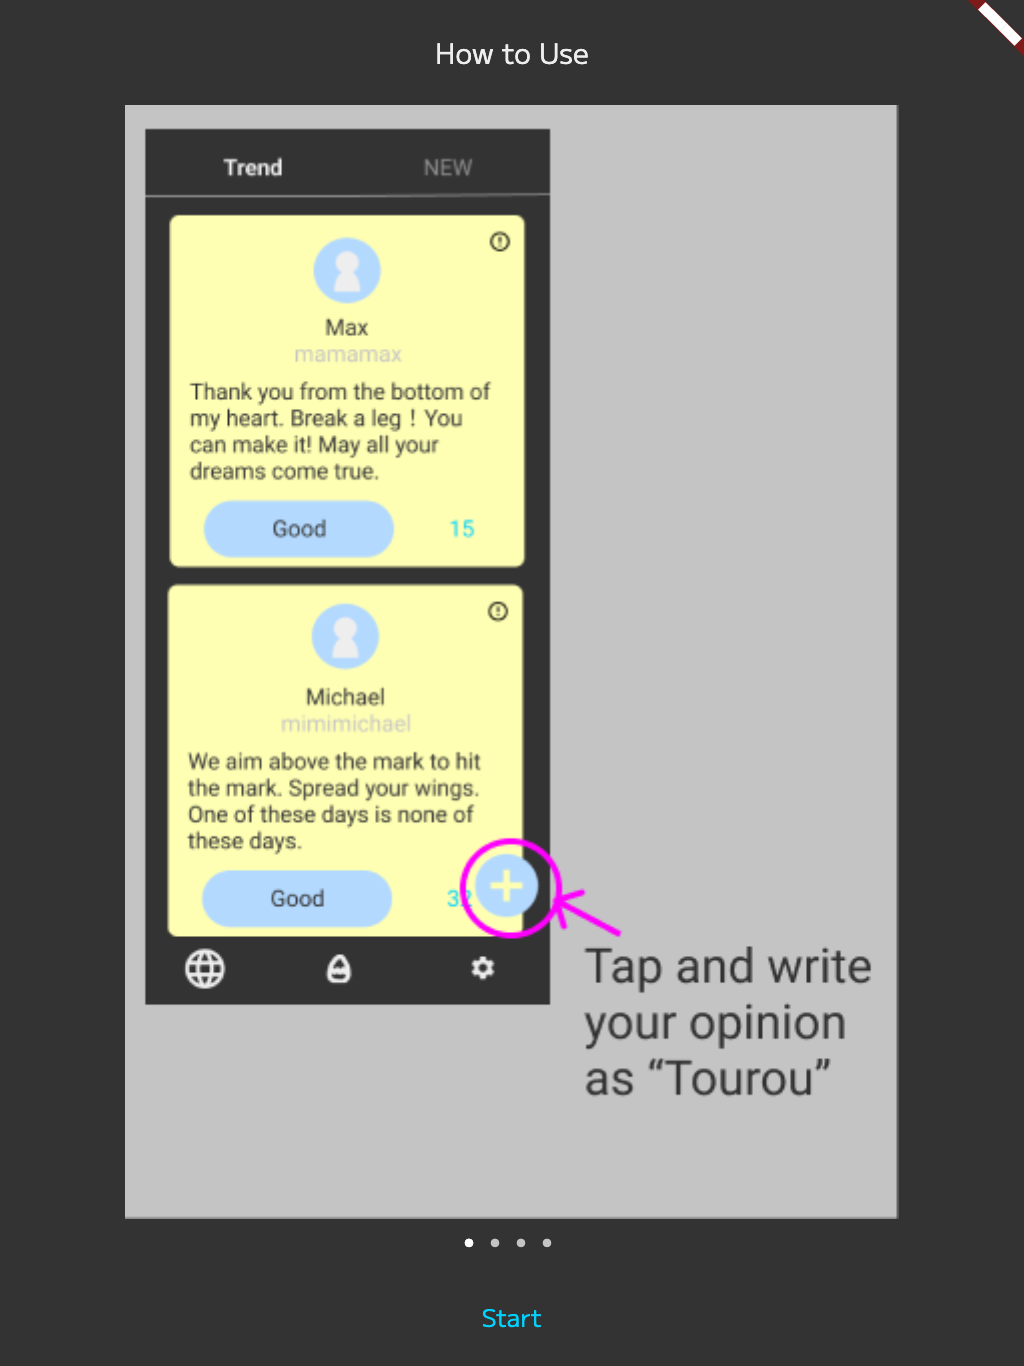 How to Use
Trend NEW
Max
mamamax
Thank you from the bottom of
my heart. Break a leg ! You
can make it! May all your
dreams come true.
Good 15
Michael
mimimichael
We aim above the mark to hit
the mark. Spread your wings.
One of these days is none of
these days.
Good 32
Tap and write
your opinion
as “Tourou”
Start